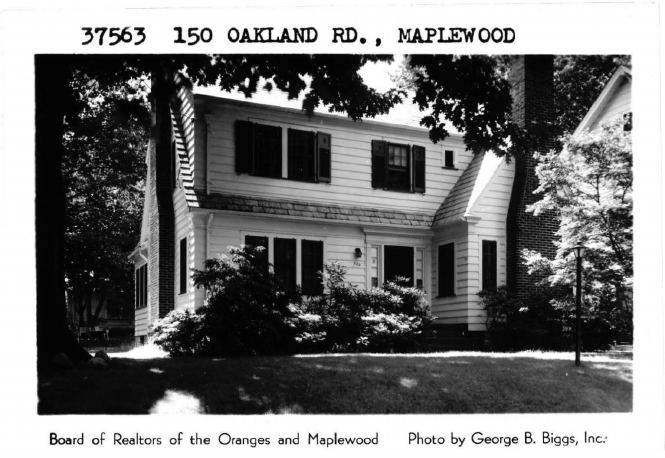 37563 150 OAKLAND RD., MAPLEWOOD
Board of Realtors of the Oranges and Maplewood Photo by George B. Biggs, Inc.